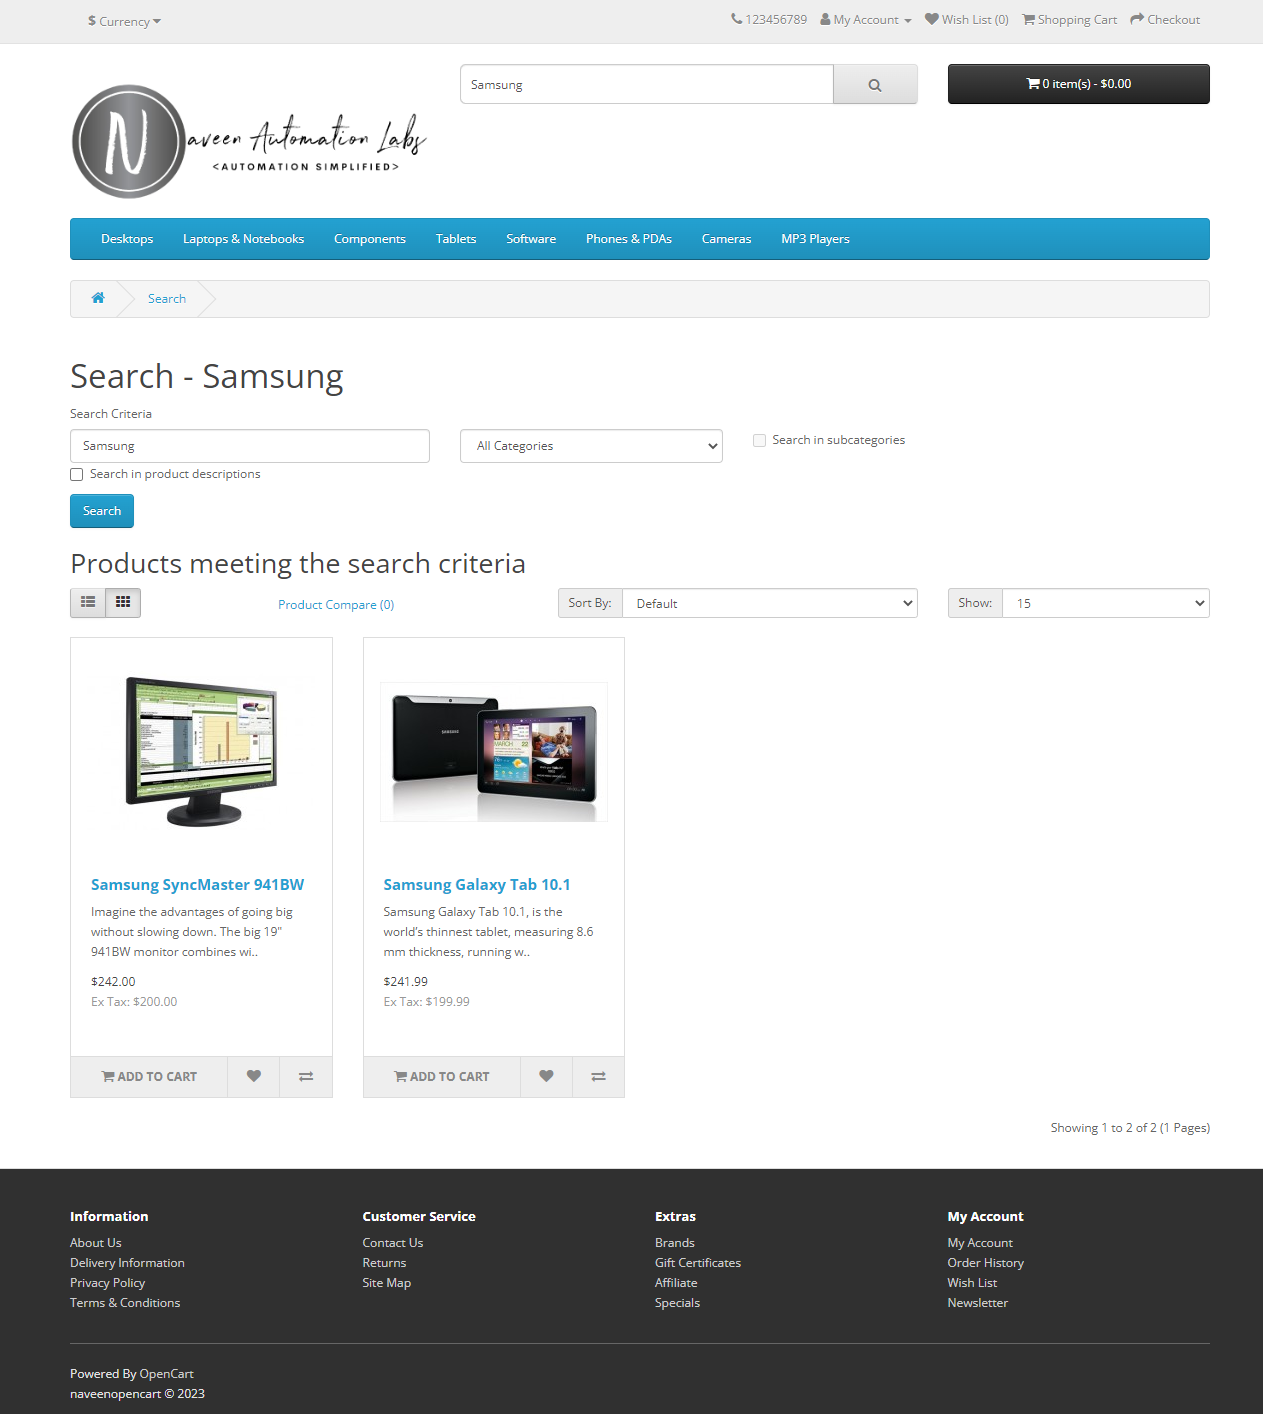 $ Currency
123456789 My Account Wish List (0) Shopping Cart Checkout
Samsung
0 item(s) - $0.00
N aveen Automation Labs
<AUTOMATION SIMPLIFIED>
Desktops Laptops & Notebooks Components Tablets Software Phones & PDAs Cameras MP3 Players
Search
Search - Samsung
Search Criteria
Samsung
All Categories
Search in subcategories
Search in product descriptions
Search
Products meeting the search criteria
Product Compare (0)
Sort By: Default
Show: 15
Samsung SyncMaster 941BW
Imagine the advantages of going big
without slowing down. The big 19"
941BW monitor combines wi..
$242.00
Ex Tax: $200.00
ADD TO CART
SAMSUNG
MARCH 22
Samsung Galaxy Tab 10.1
Samsung Galaxy Tab 10.1, is the
world’s thinnest tablet, measuring 8.6
mm thickness, running w..
$241.99
Ex Tax: $199.99
ADD TO CART
Showing 1 to 2 of 2 (1 Pages)
Information
About Us
Delivery Information
Privacy Policy
Terms & Conditions
Customer Service
Contact Us
Returns
Site Map
Extras
Brands
Gift Certificates
Affiliate
Specials
My Account
My Account
Order History
Wish List
Newsletter
Powered By OpenCart
naveenopencart © 2023